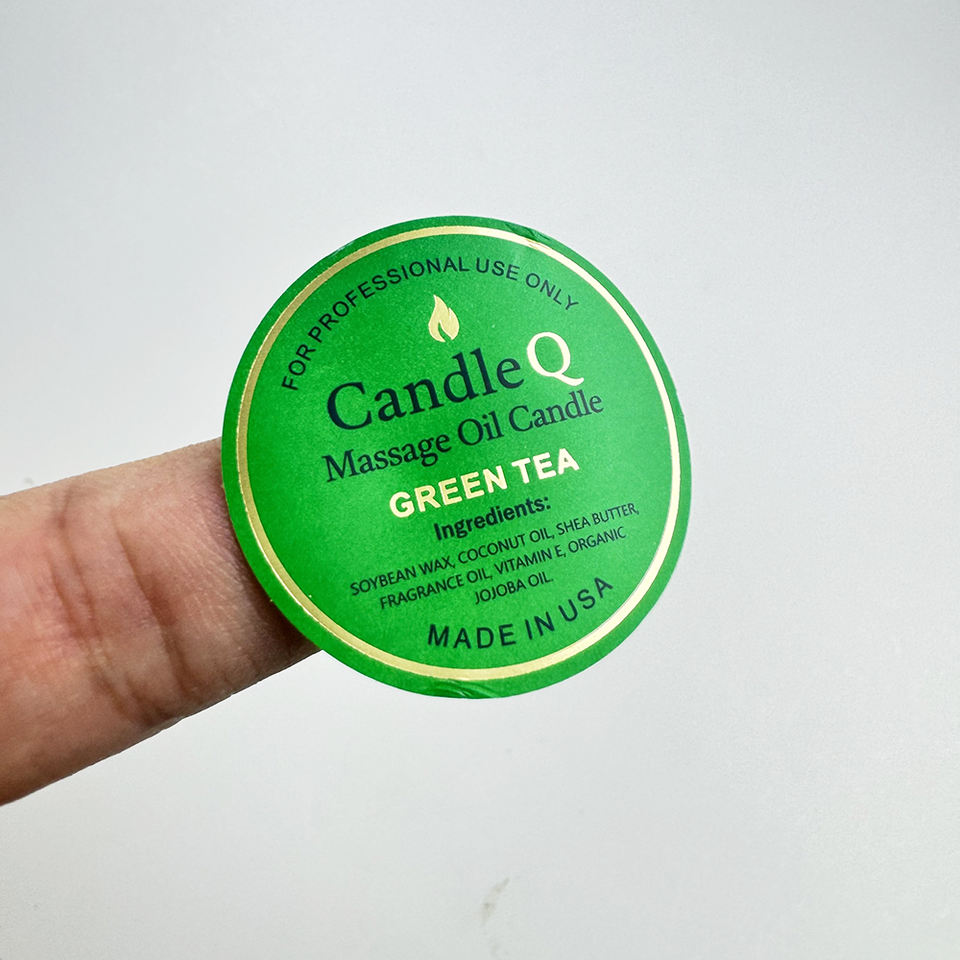 FOR PROFESSIONAL USE ONLY
Candle Q
Massage Oil Candle
GREEN TEA
Ingredients:
SOYBEAN WAX, COCONUT OIL, SHEA BUTTER,
FRAGRANCE OIL, VITAMIN E, ORGANIC
JOJOBA OIL.
MADE IN USA